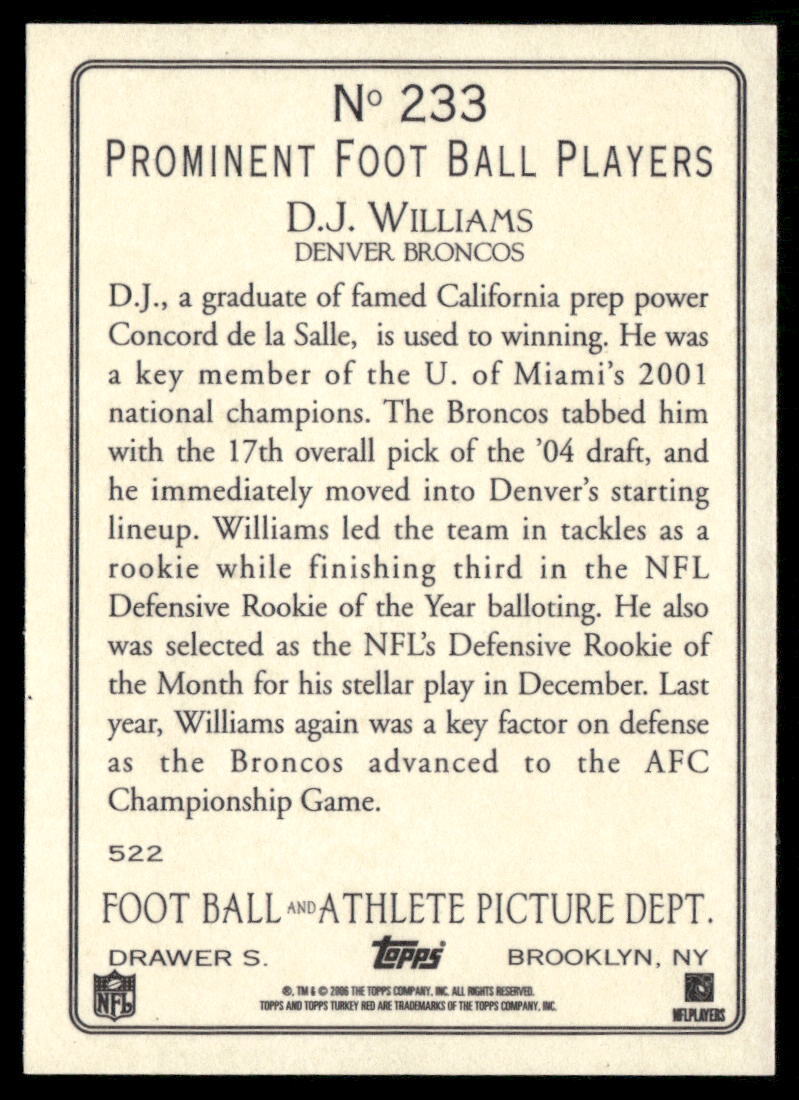 Nº 233
PROMINENT FOOT BALL PLAYERS
D.J. WILLIAMS
DENVER BRONCOS
D.J., a graduate of famed California prep power
Concord de la Salle, is used to winning. He was
a key member of the U. of Miami's 2001
national champions. The Broncos tabbed him
with the 17th overall pick of the '04 draft, and
he immediately moved into Denver's starting
lineup. Williams led the team in tackles as a
rookie while finishing third in the NFL
Defensive Rookie of the Year balloting. He also
was selected as the NFL's Defensive Rookie of
the Month for his stellar play in December. Last
year, Williams again was a key factor on defense
as the Broncos advanced to the AFC
Championship Game.
522
FOOT BALL AND ATHLETE PICTURE DEPT.
DRAWER S. topps® BROOKLYN, NY
NFL
®, TM & © 2006 THE TOPPS COMPANY, INC. ALL RIGHTS RESERVED.
TOPPS AND TOPPS TURKEY RED ARE TRADEMARKS OF THE TOPPS COMPANY, INC.
NFLPLAYERS